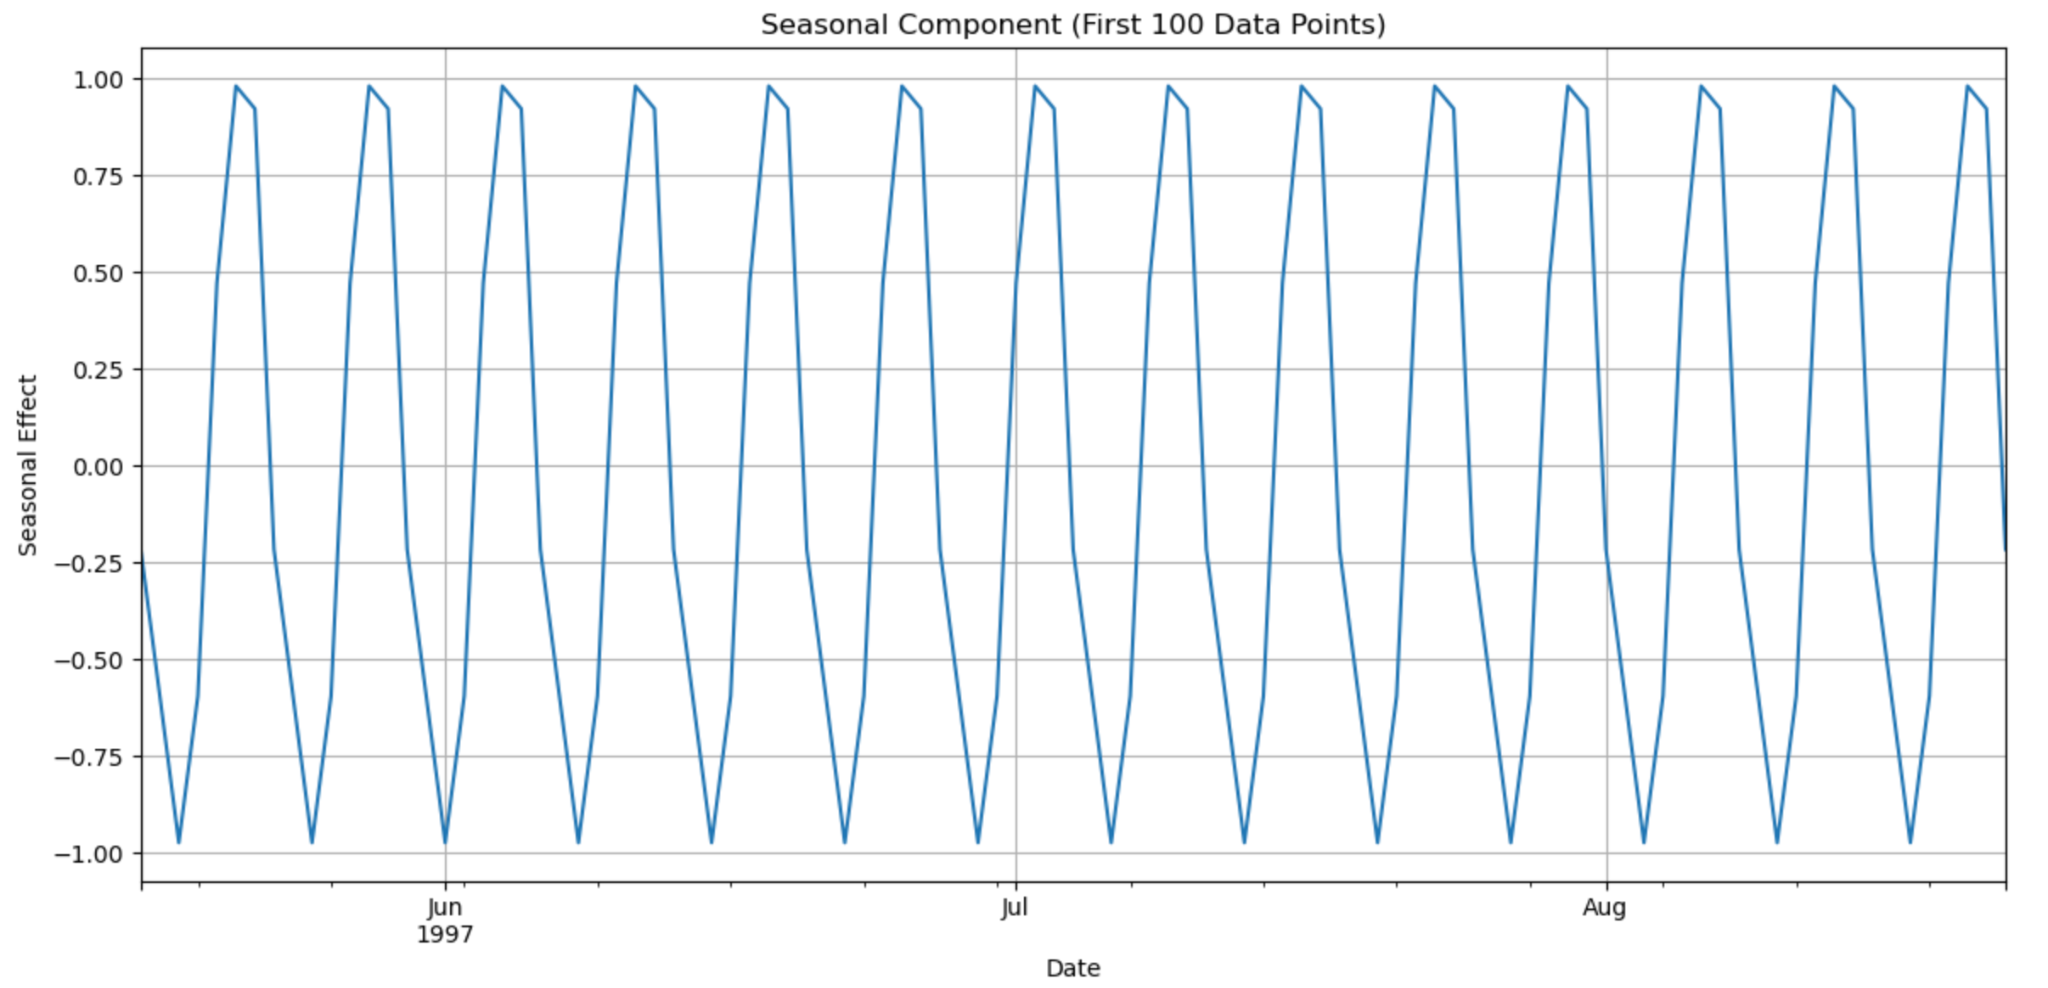 Seasonal Component (First 100 Data Points)
1.00
0.75
0.50
0.25
0.00
−0.25
−0.50
−0.75
−1.00
Seasonal Effect
Jun
1997
Jul
Aug
Date